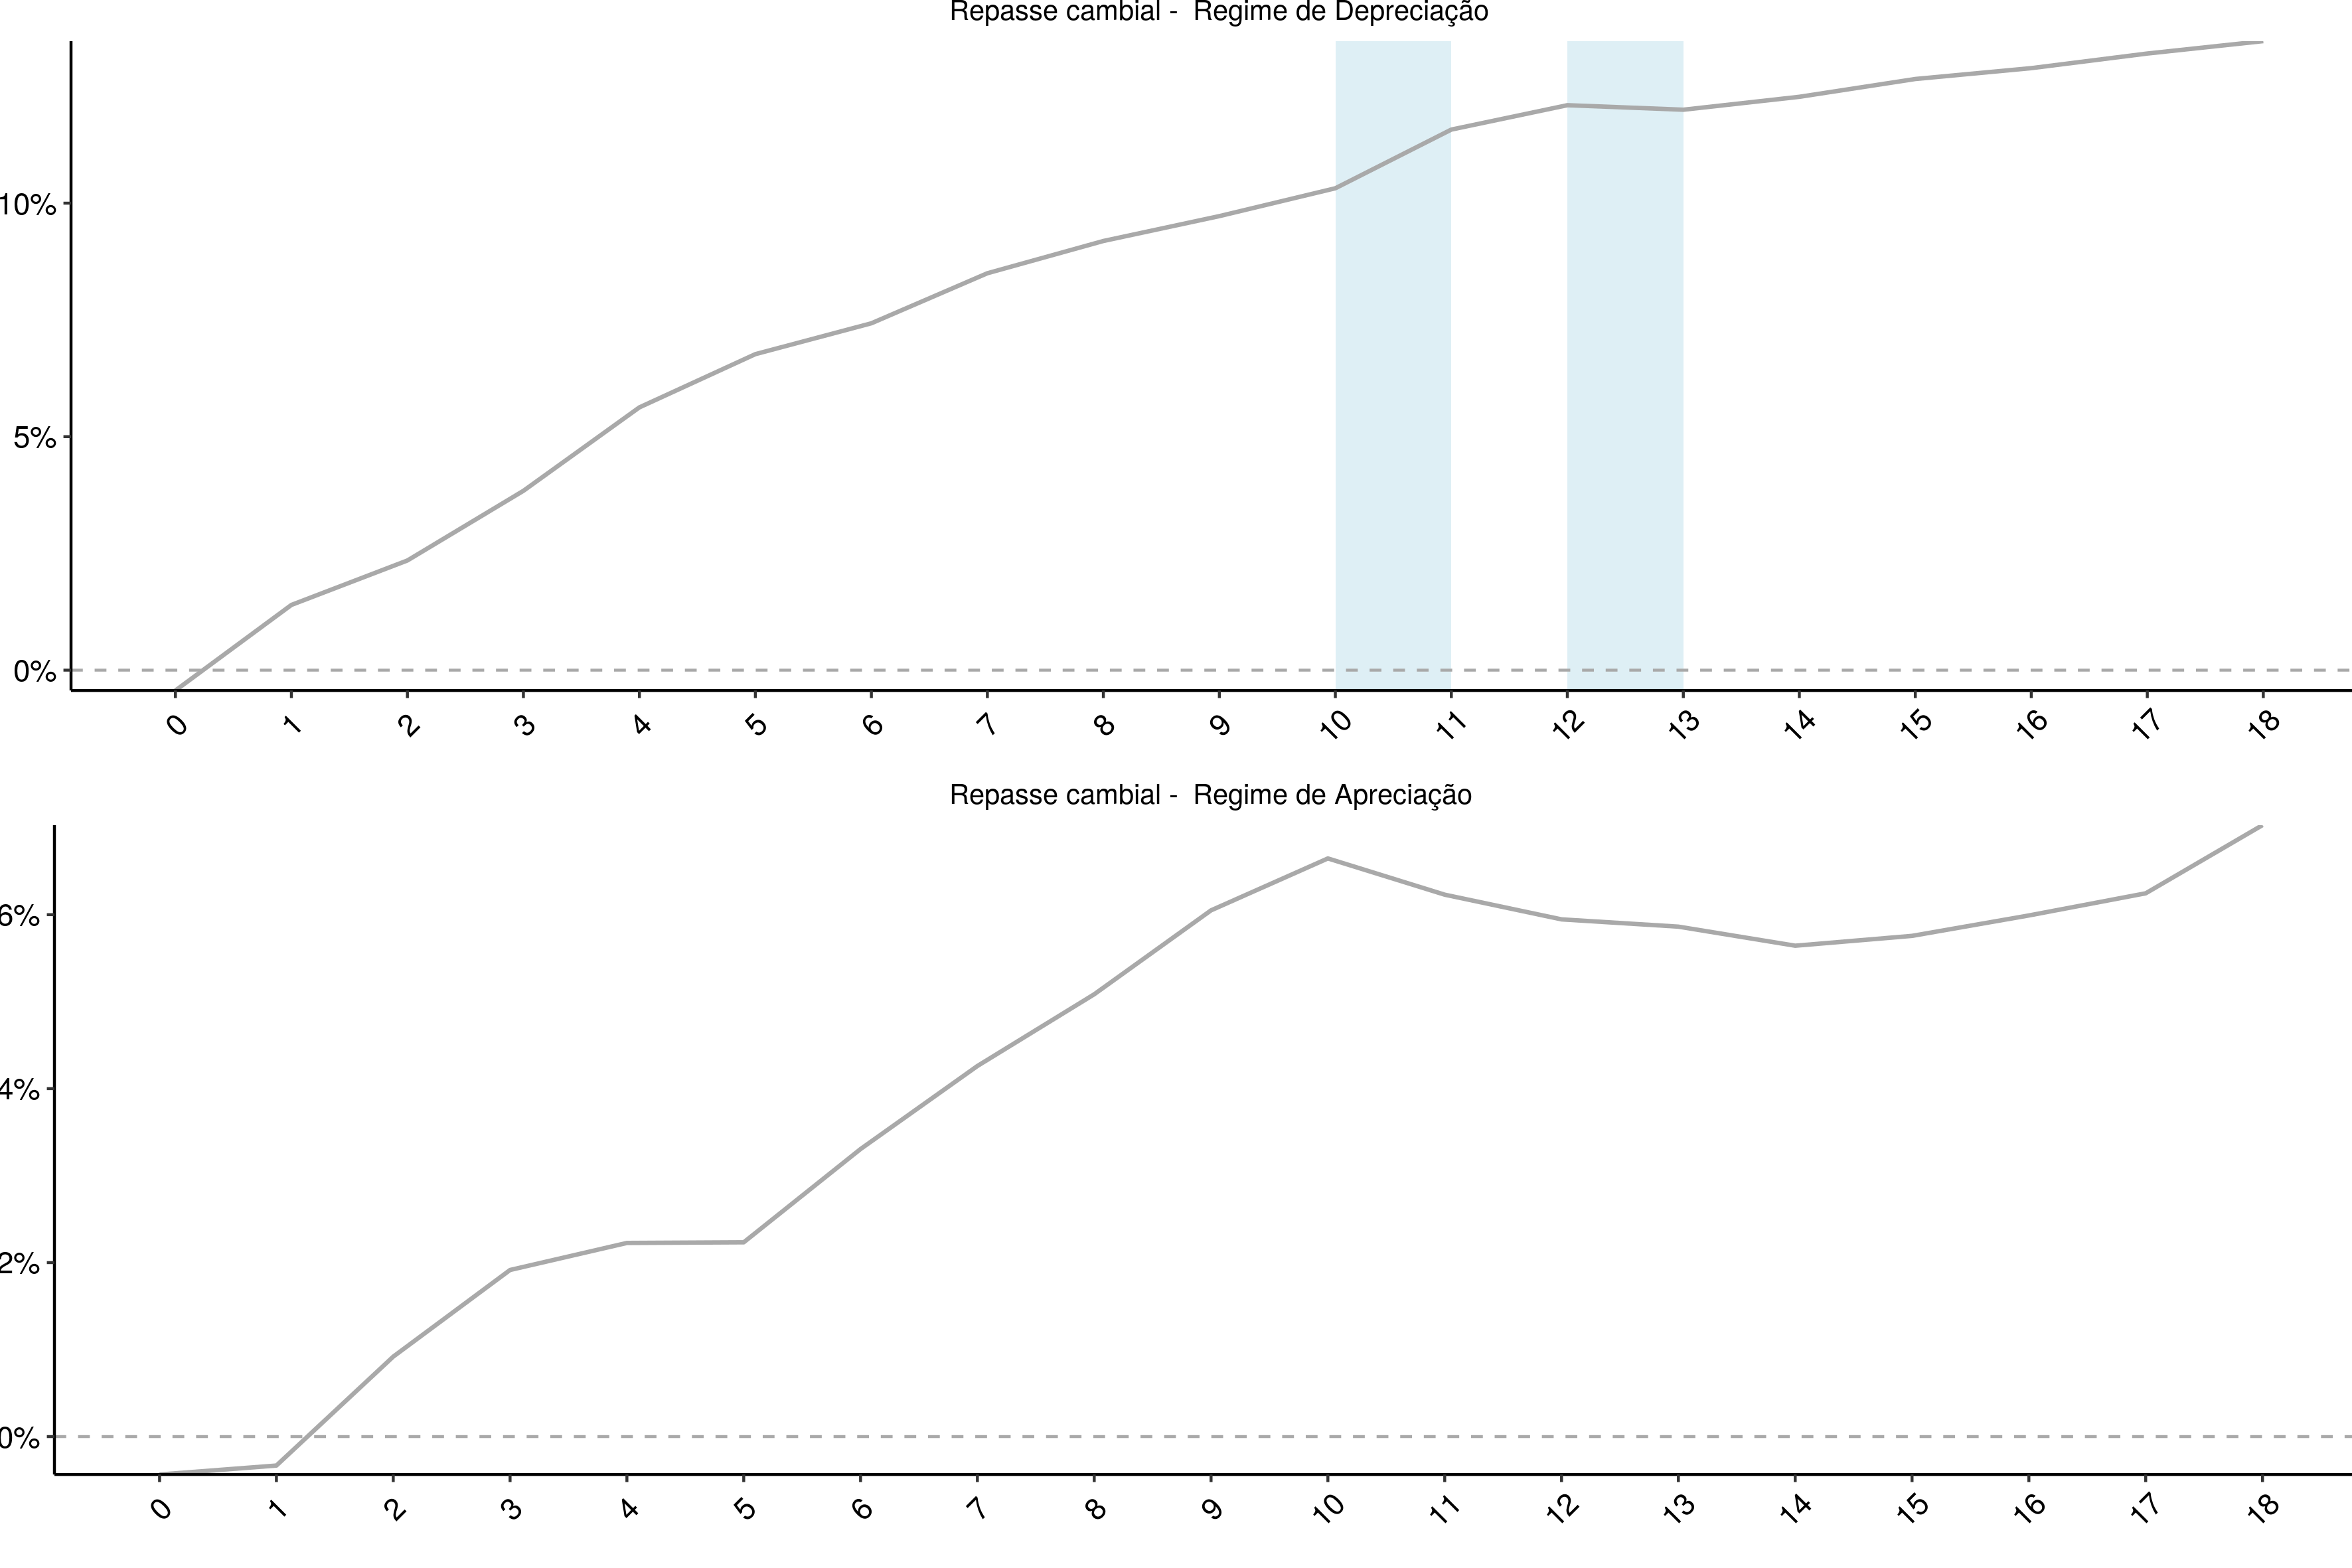 Repasse cambial -  Regime de Depreciação
10%
5%
0%
0 1 2 3 4 5 6 7 8 9 10 11 12 13 14 15 16 17 18
Repasse cambial -  Regime de Apreciação
6%
4%
2%
0%
0 1 2 3 4 5 6 7 8 9 10 11 12 13 14 15 16 17 18